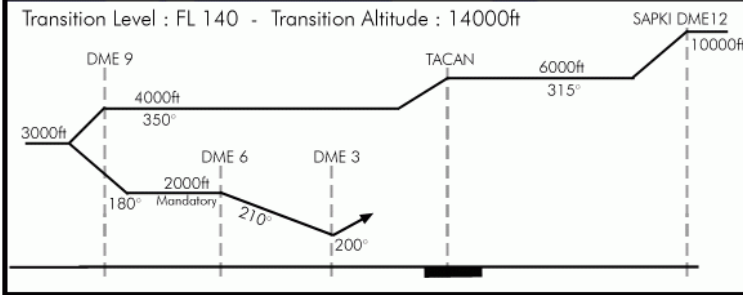 Transition Level : FL 140 - Transition Altitude : 14000ft
SAPKI DME12
10000ft
DME 9
TACAN
6000ft
315°
4000ft
350°
3000ft
DME 6
DME 3
2000ft
Mandatory
180°
210°
200°